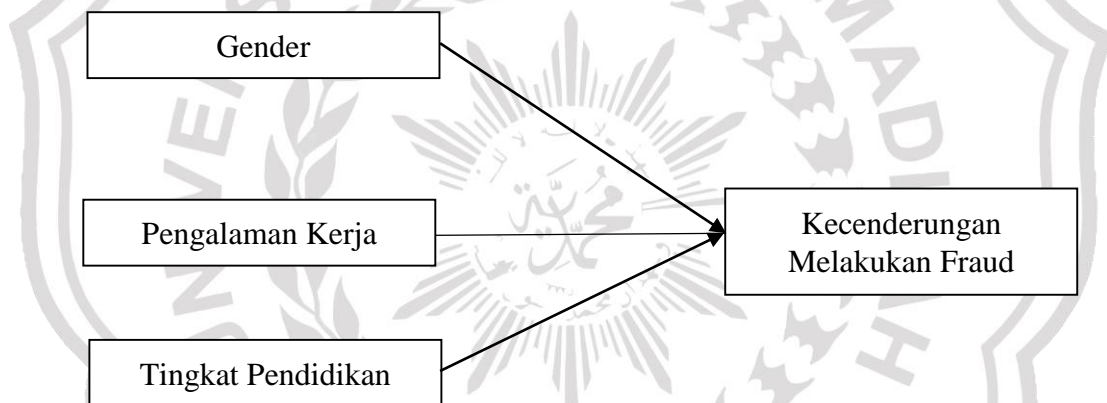 Gender
Pengalaman Kerja
Kecenderungan
Melakukan Fraud
Tingkat Pendidikan